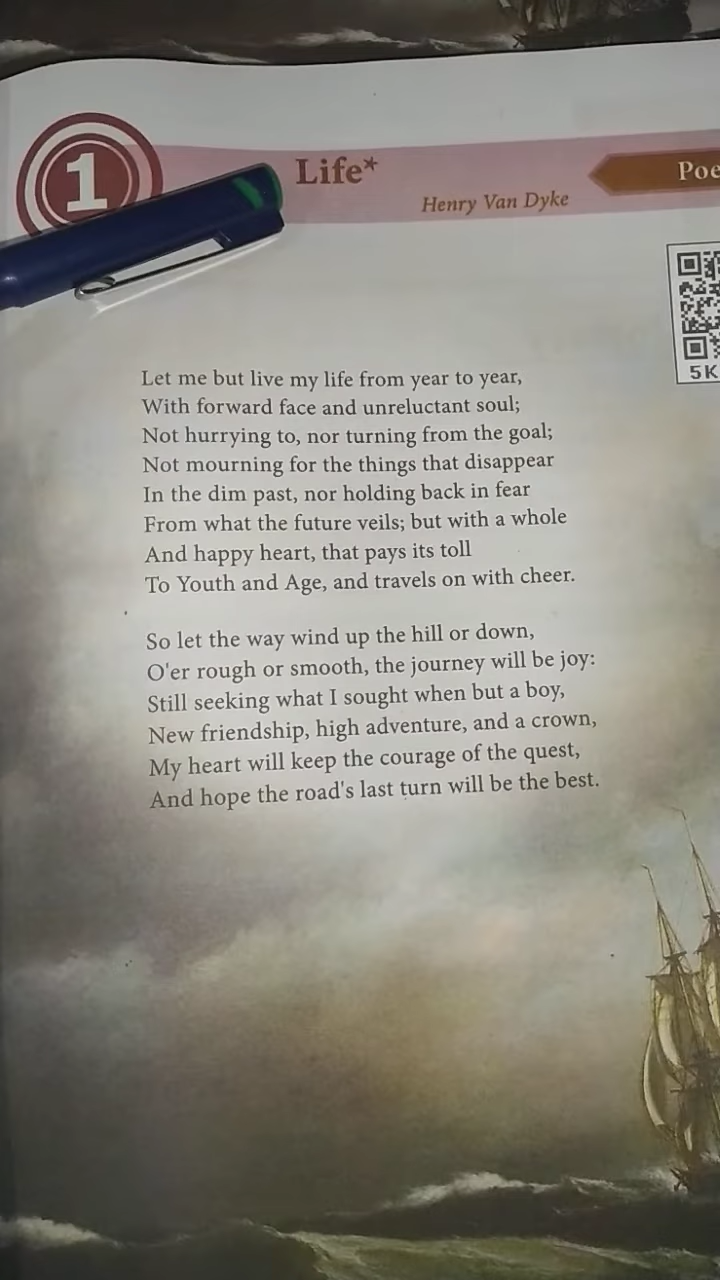 1
Life*
Henry Van Dyke
Let me but live my life from year to year,
With forward face and unreluctant soul;
Not hurrying to, nor turning from the goal;
Not mourning for the things that disappear
In the dim past, nor holding back in fear
From what the future veils; but with a whole
And happy heart, that pays its toll
To Youth and Age, and travels on with cheer.
So let the way wind up the hill or down,
O'er rough or smooth, the journey will be joy:
Still seeking what I sought when but a boy,
New friendship, high adventure, and a crown,
My heart will keep the courage of the quest,
And hope the road's last turn will be the best.